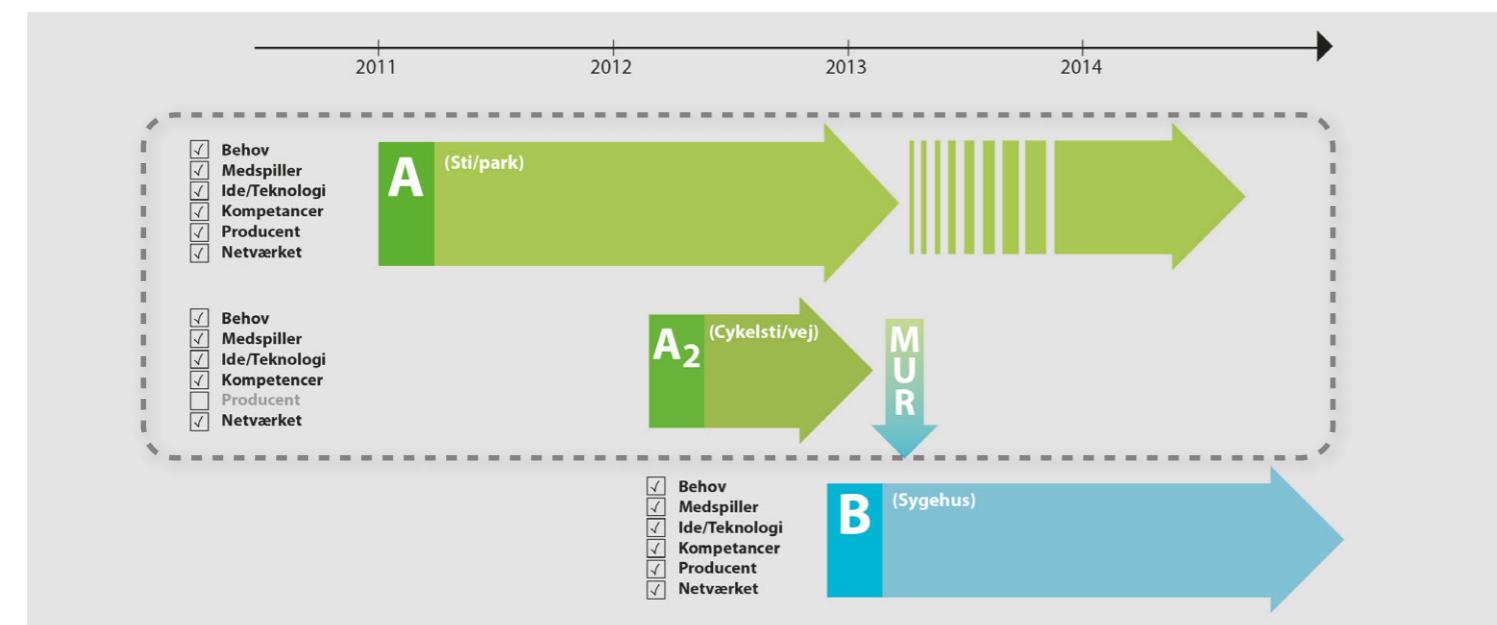 2011 2012 2013 2014
Behov
Medspiller
Ide/Teknologi
Kompetancer
Producent
Netværket
A (Sti/park)
Behov
Medspiller
Ide/Teknologi
Kompetencer
Producent
Netværket
A2 (Cykelsti/vej)
M
U
R
Behov
Medspiller
Ide/Teknologi
Kompetancer
Producent
Netværket
B (Sygehus)